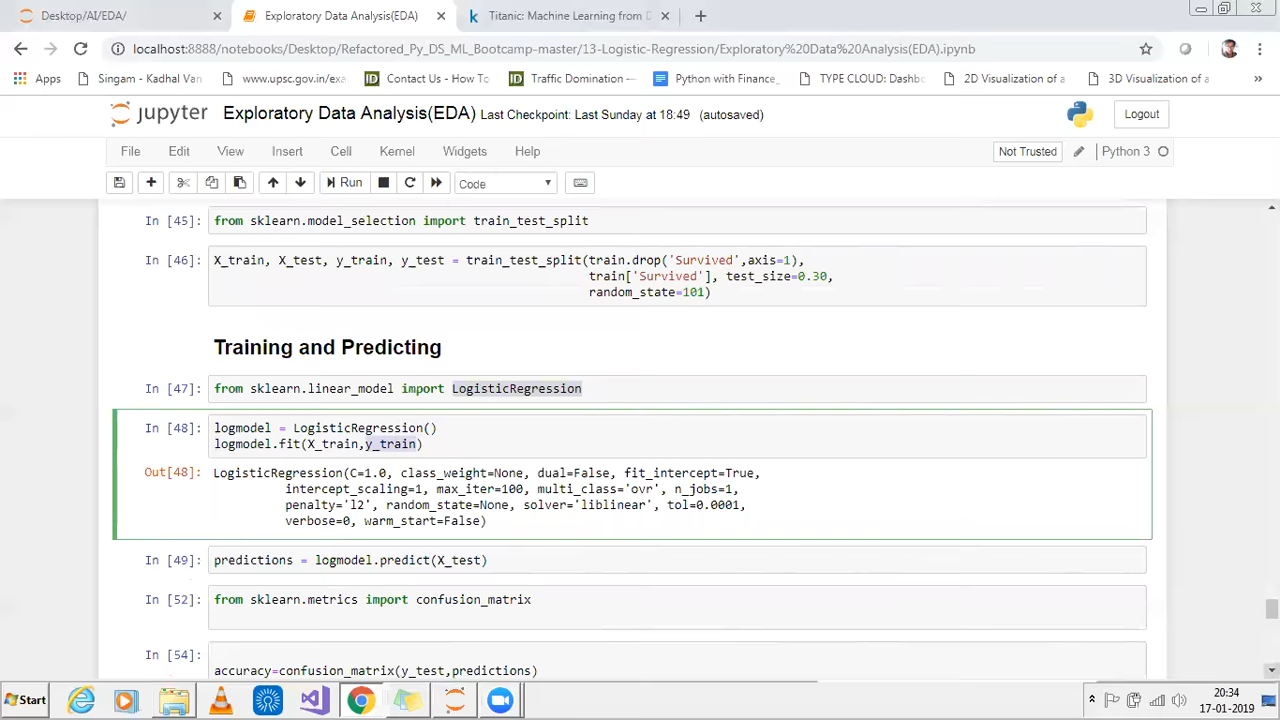 Desktop/AI/EDA/
Exploratory Data Analysis(EDA)
Titanic: Machine Learning from D
localhost:8888/notebooks/Desktop/Refactored_Py_DS_ML_Bootcamp-master/13-Logistic-Regression/Exploratory%20Data%20Analysis(EDA).ipynb
Apps
Singam - Kadhal Van
www.upsc.gov.in/exa
Contact Us - How To
Traffic Domination —
Python with Finance_
TYPE CLOUD: Dashb
2D Visualization of a
3D Visualization of a
»
jupyter Exploratory Data Analysis(EDA) Last Checkpoint: Last Sunday at 18:49 (autosaved)
Logout
File Edit View Insert Cell Kernel Widgets Help
Not Trusted
Python 3
Run
Code
In [45]: from sklearn.model_selection import train_test_split
In [46]: X_train, X_test, y_train, y_test = train_test_split(train.drop('Survived',axis=1),
train['Survived'], test_size=0.30,
random_state=101)
Training and Predicting
In [47]: from sklearn.linear_model import LogisticRegression
In [48]: logmodel = LogisticRegression()
logmodel.fit(X_train,y_train)
Out[48]: LogisticRegression(C=1.0, class_weight=None, dual=False, fit_intercept=True,
intercept_scaling=1, max_iter=100, multi_class='ovr', n_jobs=1,
penalty='l2', random_state=None, solver='liblinear', tol=0.0001,
verbose=0, warm_start=False)
In [49]: predictions = logmodel.predict(X_test)
In [52]: from sklearn.metrics import confusion_matrix
In [54]:
accuracy=confusion_matrix(y_test,predictions)
Start
20:34
17-01-2019